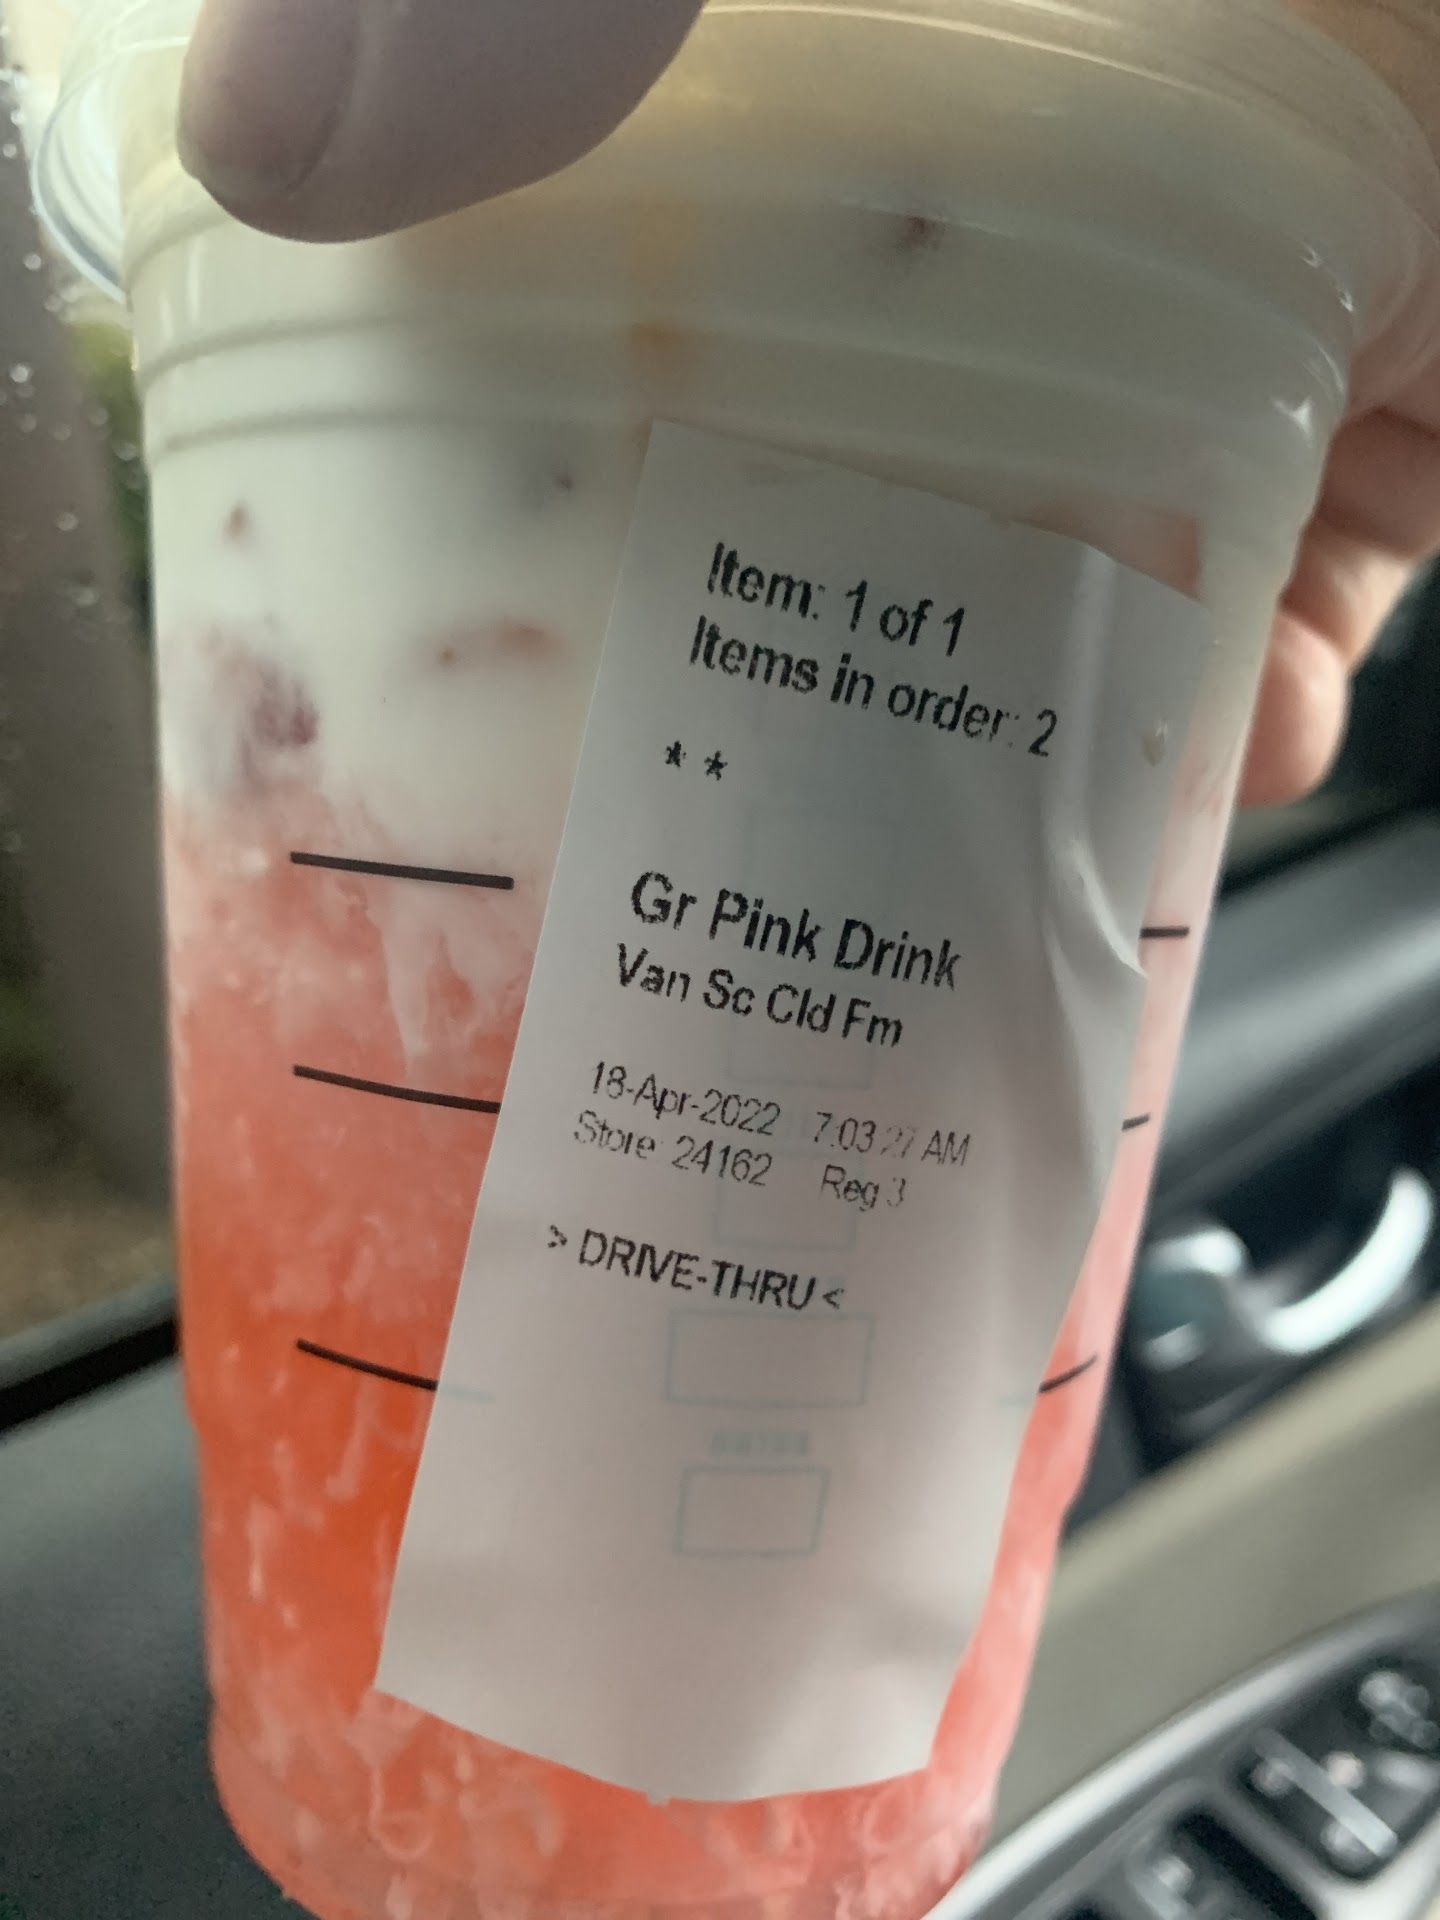 Item: 1 of 1
Items in order: 2
* *
Gr Pink Drink
Van Sc Cld Fm
18-Apr-2022 7:03:27 AM
Store: 24162 Reg 3
> DRIVE-THRU <